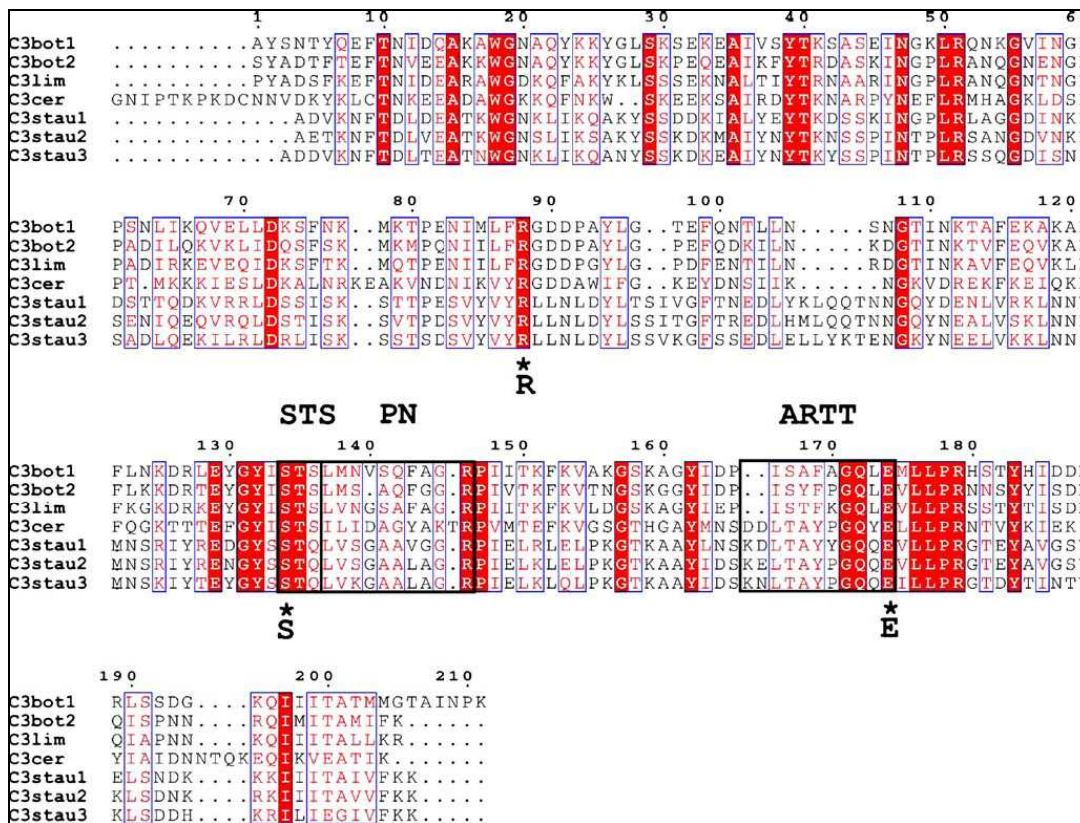 1 10 20 30 40 50 6
C3bot1 ..........AYSNTYQEFTNIDQAKAWGNAQYKKYGLSKSEKEAIVSYTKSASEINGKLRQNKGVING
C3bot2 ..........SYADTFTEFTNVEEAKKWGNAQYKKYGLSKPEQEAIKFYTRDASKINGPLRANQGNENG
C3lim ..........PYADSFKEFTNIDEARAWGDKQFAKYKLSSSEKNALTIYTRNAARINGPLRANQGNTNG
C3cer GNIPTKPKDCNNVDKYKLCTNKEEADAWGKKQFNKW..SKEEKSAIRDYTKNARPYNEFLRMHAGKLDS
C3stau1 .............ADVKNFTDLDEATKWGNKLIKQAKYSSDDKIALYEYTKDSSKINGPLRLAGGDINK
C3stau2 .............AETKNFTDLVEATKWGNSLIKSAKYSSKDKMAIYNYTKNSSPINTPLRSANGDVNK
C3stau3 ............ADDVKNFTDLTEATNWGNKLIKQANYSSKDKEAIYNYTKYSSPINTPLRSSQGDISN
70 80 90 100 110 120
C3bot1 PSNLIKQVELLDKSFNK..MKTPENIMLFRGDDPAYLG..TEFQNTLLN.....SNGTINKTAFEKAKA
C3bot2 PADILQKVKLIDQSFSK..MKMPQNIILFRGDDPAYLG..PEFQDKILN.....KDGTINKTVFEQVKA
C3lim PADIRKEVEQIDKSFTK..MQTPENIILFRGDDPGYLG..PDFENTILN.....RDGTINKAVFEQVKL
C3cer PT.MKKKIESLDKALNRKEAKVNDNIKVYRGDDAWIFG..KEYDNSIIK.....NGKVDREKFKEIQK
C3stau1 DSTTQDKVRRLDSSISK..STTPESVYVYRLLNLDYLTSIVGFTNEDLYKLQQTNNGQYDENLVRKLNN
C3stau2 SENIQEQVRQLDSTISK..SVTPDSVYVYRLLNLDYLSSITGFTREDLHMLQQTNNGQYNEALVSKLNN
C3stau3 SADLQEKILRLDRLISK..SSTSDSVYVYRLLNLDYLSSVKGFSSEDLELLYKTENGKYNEELVKKLNN
*
R
STS PN ARTT
130 140 150 160 170 180
C3bot1 FLNKDRLEYGYISTSLMNVSQFAG.RPIITKFKVAKGSKAGYIDP..ISAFAGQLEMLLPRHSTYHIDD
C3bot2 FLKKDRTEYGYISTSLMS.AQFGG.RPIVTKFKVTNGSKGGYIDP..ISYFPGQLEVLLPRNNSYYISD
C3lim FKGKDRKEYGYISTSLVNGSAFAG.RPIITKFKVLDGSKAGYIEP..ISTFKGQLEVLLPRSSTYTISD
C3cer FQGKTTTEFGYISTSILIDAGYAKTRPVMTEFKVGSGTHGAYMNSDDLTAYPGQYELLLPRNTVYKIEK
C3stau1 MNSRIYREDGYSSTQLVSGAAVGG.RPIELRLELPKGTKAAYLNSKDLTAYYGQQEVLLPRGTEYAVGS
C3stau2 MNSRIYRENGYSSTQLVSGAALAG.RPIELKLELPKGTKAAYIDSKELTAYPGQQEVLLPRGTEYAVGS
C3stau3 MNSKIYTEYGYSSTQLVKGAALAG.RPIELKLQLPKGTKAAYIDSKNLTAYPGQQEILLPRGTDYTINT
* *
S E
190 200 210
C3bot1 RLSSDG....KQIIITATMMGTAINPK
C3bot2 QISPNN....RQIMITAMIFK......
C3lim QIAPNN....KQIIITALLKR......
C3cer YIAIDNNTQKEQIKVEATIK.......
C3stau1 ELSNDK....KKIIITAIVFKK.....
C3stau2 KLSDNK....RKIIITAVVFKK.....
C3stau3 KLSDDH....KRILIEGIVFKK.....